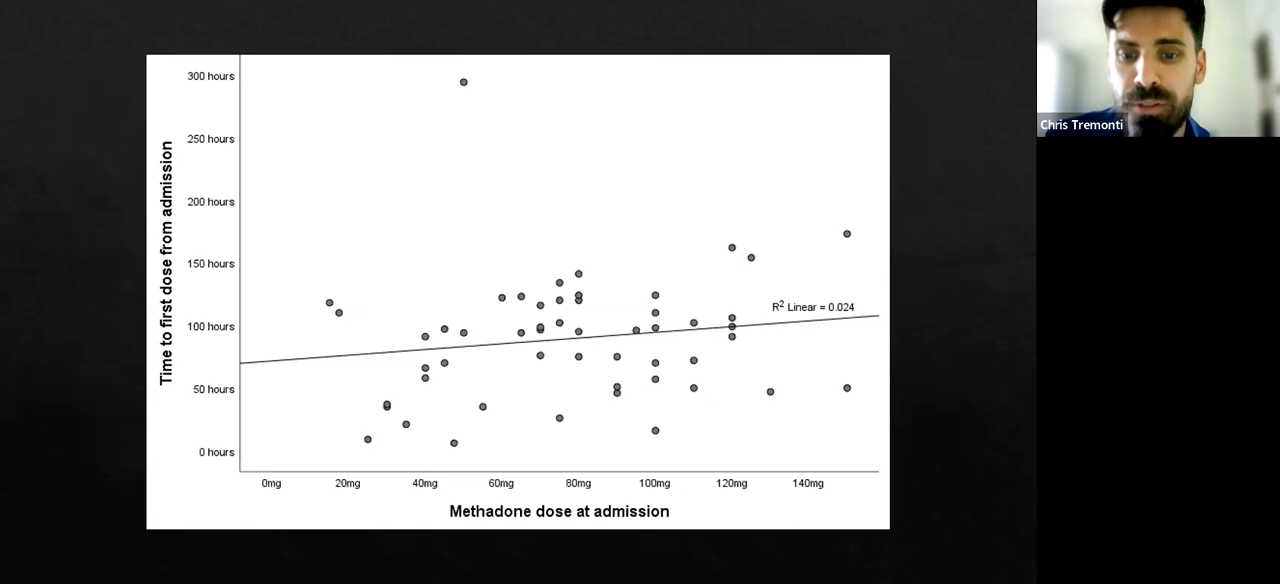 300 hours
250 hours
200 hours
150 hours
100 hours
50 hours
0 hours
Time to first dose from admission
R² Linear = 0.024
0mg 20mg 40mg 60mg 80mg 100mg 120mg 140mg
Methadone dose at admission
Chris Tremonti